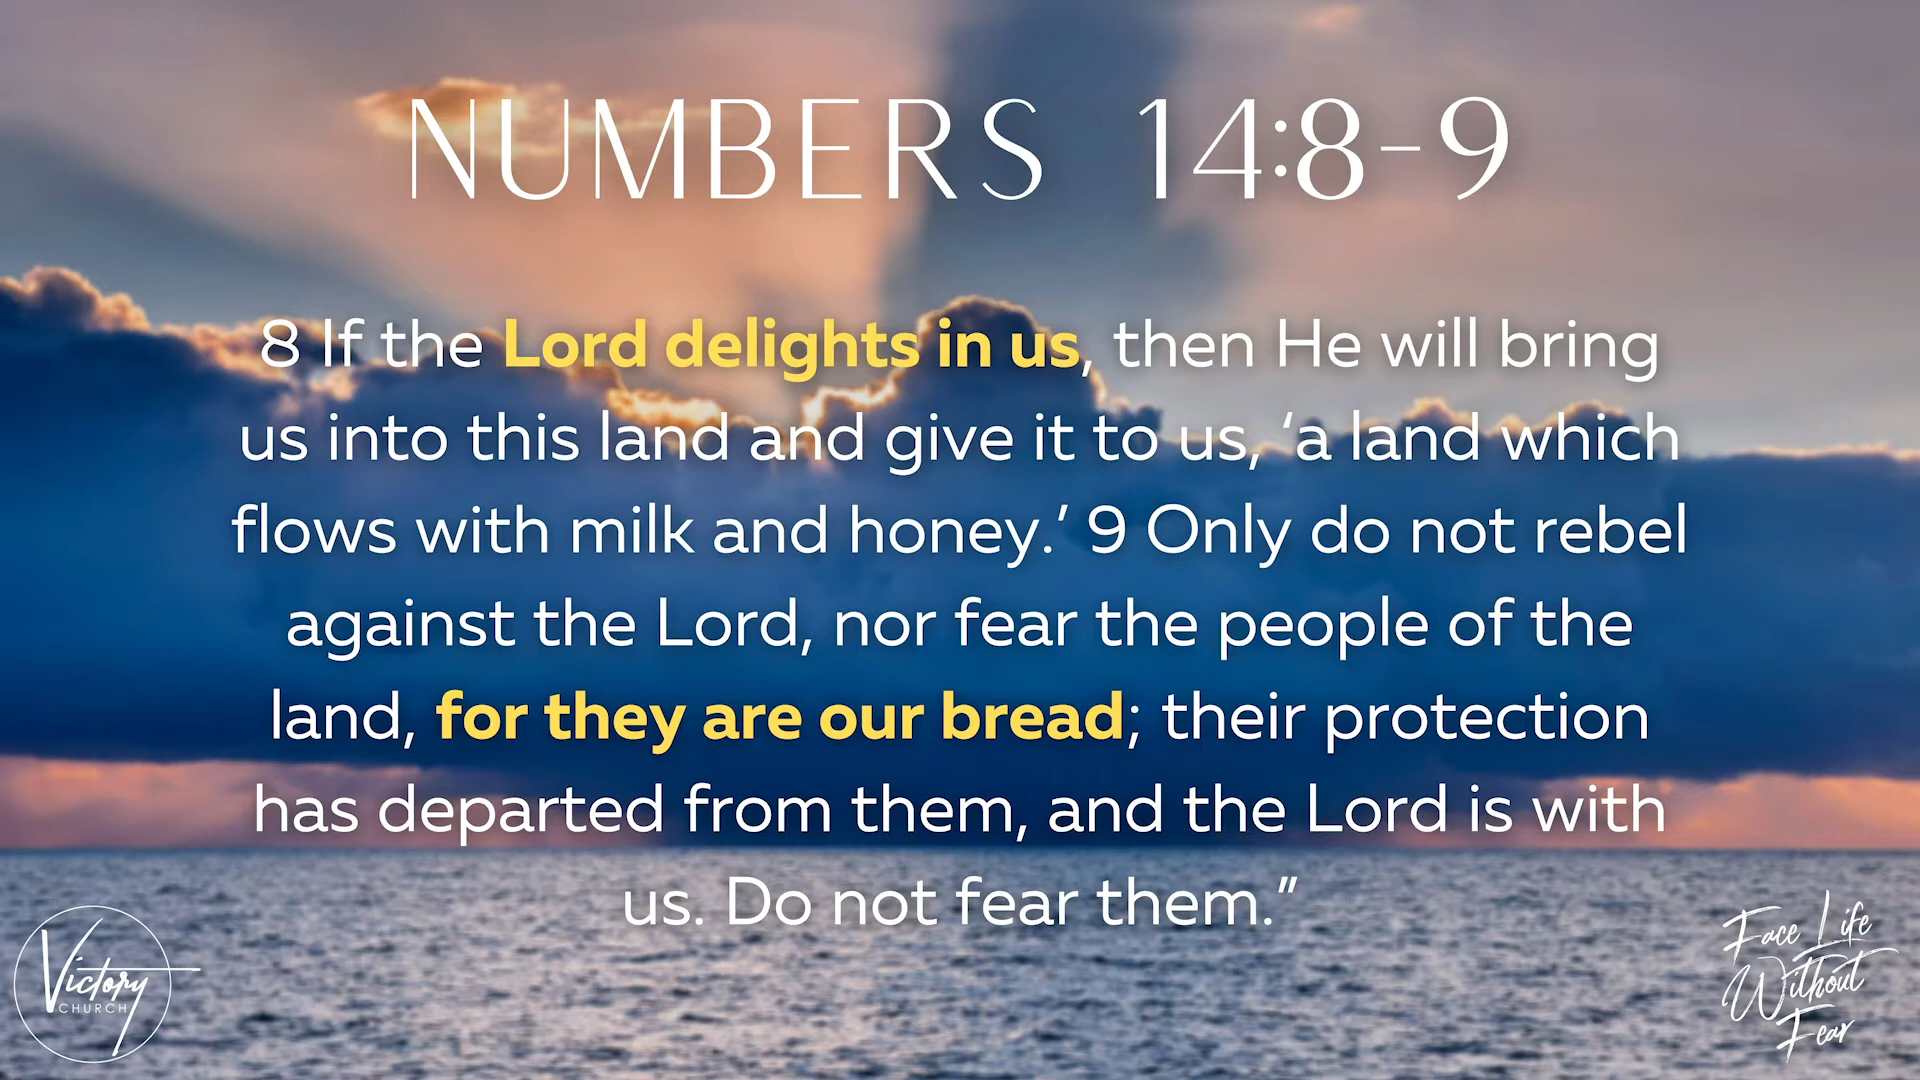 NUMBERS 14:8-9
8 If the Lord delights in us, then He will bring
us into this land and give it to us, ‘a land which
flows with milk and honey.’ 9 Only do not rebel
against the Lord, nor fear the people of the
land, for they are our bread; their protection
has departed from them, and the Lord is with
us. Do not fear them.”
Victory
CHURCH
Face Life
Without
Fear